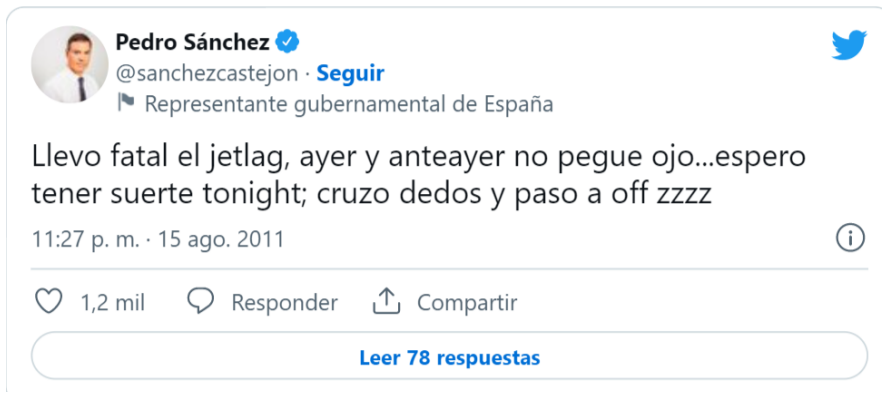 Pedro Sánchez
@sanchezcastejon · Seguir
Representante gubernamental de España
Llevo fatal el jetlag, ayer y anteayer no pegue ojo...espero
tener suerte tonight; cruzo dedos y paso a off zzzz
11:27 p. m. · 15 ago. 2011
1,2 mil Responder Compartir
Leer 78 respuestas